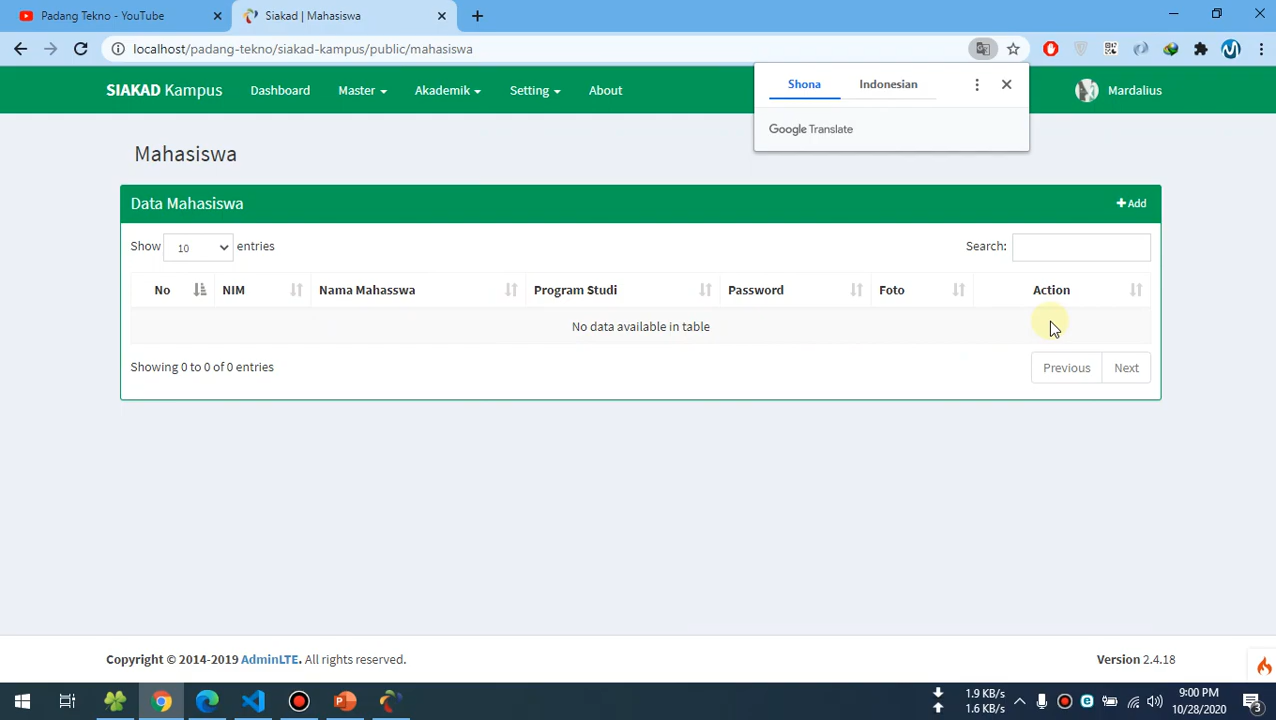 Padang Tekno - YouTube
Siakad | Mahasiswa
localhost/padang-tekno/siakad-kampus/public/mahasiswa
SIAKAD Kampus Dashboard Master Akademik Setting About Mardalius
Shona Indonesian
Google Translate
Mahasiswa
Data Mahasiswa Add
Show 10 entries Search:
No NIM Nama Mahasswa Program Studi Password Foto Action
No data available in table
Showing 0 to 0 of 0 entries Previous Next
Copyright © 2014-2019 AdminLTE. All rights reserved. Version 2.4.18
1.9 KB/s
1.6 KB/s
9:00 PM
10/28/2020
3